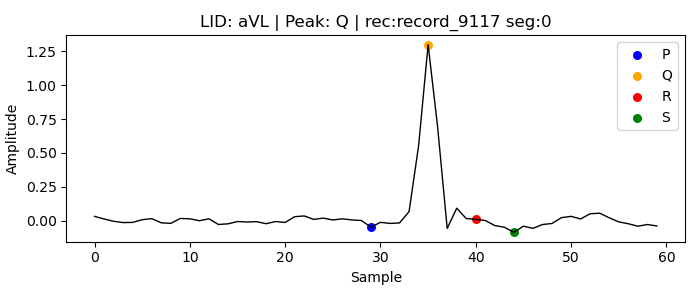 LID: aVL | Peak: Q | rec:record_9117 seg:0
1.25
1.00
0.75
0.50
0.25
0.00
Amplitude
P
Q
R
S
0 10 20 30 40 50 60
Sample